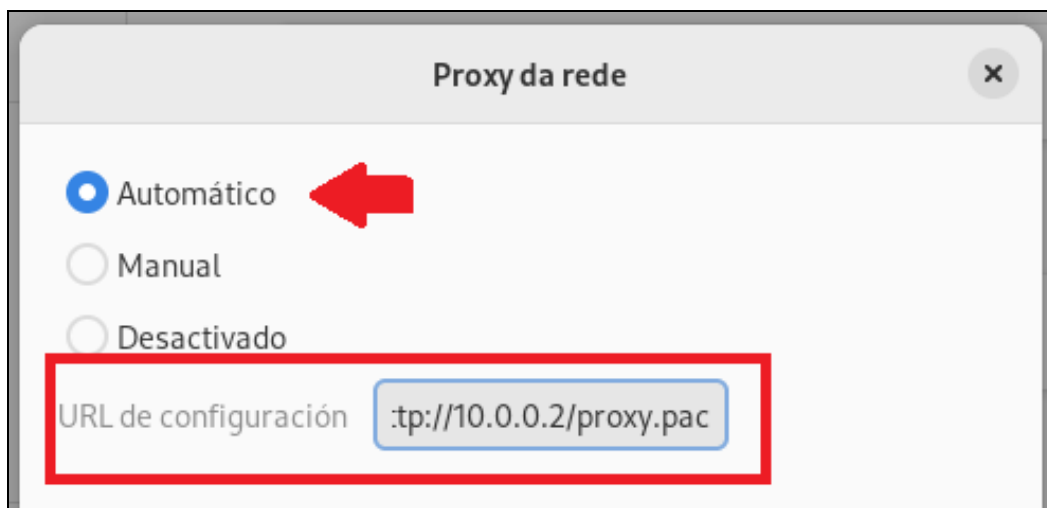 Proxy da rede
Automático
Manual
Desactivado
URL de configuración :tp://10.0.0.2/proxy.pac